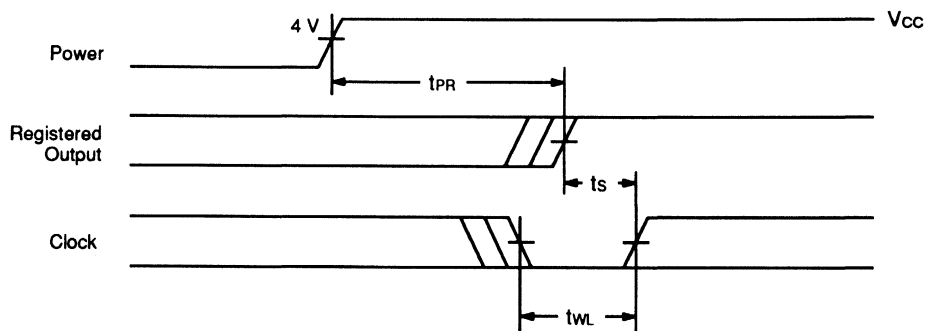 4 V
VCC
Power
tPR
Registered
Output
tS
Clock
tWL